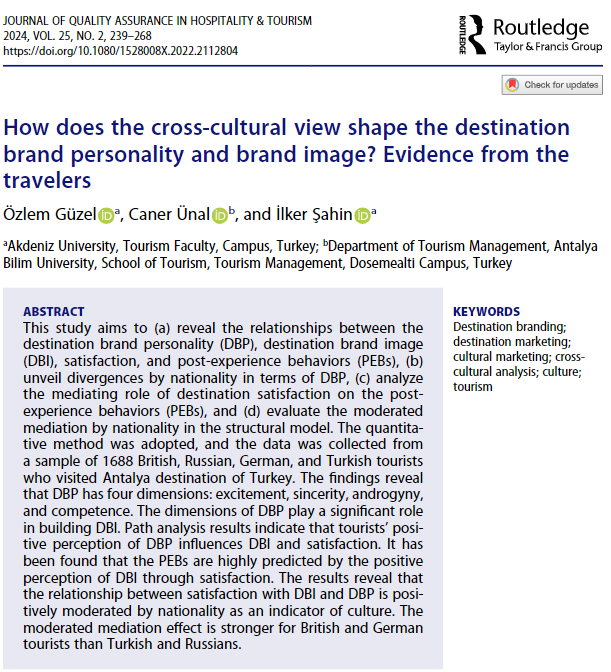 JOURNAL OF QUALITY ASSURANCE IN HOSPITALITY & TOURISM
2024, VOL. 25, NO. 2, 239–268
https://doi.org/10.1080/1528008X.2022.2112804
ROUTLEDGE
Routledge
Taylor & Francis Group
Check for updates
How does the cross-cultural view shape the destination
brand personality and brand image? Evidence from the
travelers
Özlem Güzel iD a, Caner Ünal iD b, and İlker Şahin iD a
aAkdeniz University, Tourism Faculty, Campus, Turkey; bDepartment of Tourism Management, Antalya
Bilim University, School of Tourism, Tourism Management, Dosemealti Campus, Turkey
ABSTRACT
This study aims to (a) reveal the relationships between the
destination brand personality (DBP), destination brand image
(DBI), satisfaction, and post-experience behaviors (PEBs), (b)
unveil divergences by nationality in terms of DBP, (c) analyze
the mediating role of destination satisfaction on the post-
experience behaviors (PEBs), and (d) evaluate the moderated
mediation by nationality in the structural model. The quantita-
tive method was adopted, and the data was collected from
a sample of 1688 British, Russian, German, and Turkish tourists
who visited Antalya destination of Turkey. The findings reveal
that DBP has four dimensions: excitement, sincerity, androgyny,
and competence. The dimensions of DBP play a significant role
in building DBI. Path analysis results indicate that tourists' posi-
tive perception of DBP influences DBI and satisfaction. It has
been found that the PEBs are highly predicted by the positive
perception of DBI through satisfaction. The results reveal that
the relationship between satisfaction with DBI and DBP is posi-
tively moderated by nationality as an indicator of culture. The
moderated mediation effect is stronger for British and German
tourists than Turkish and Russians.
KEYWORDS
Destination branding;
destination marketing;
cultural marketing; cross-
cultural analysis; culture;
tourism